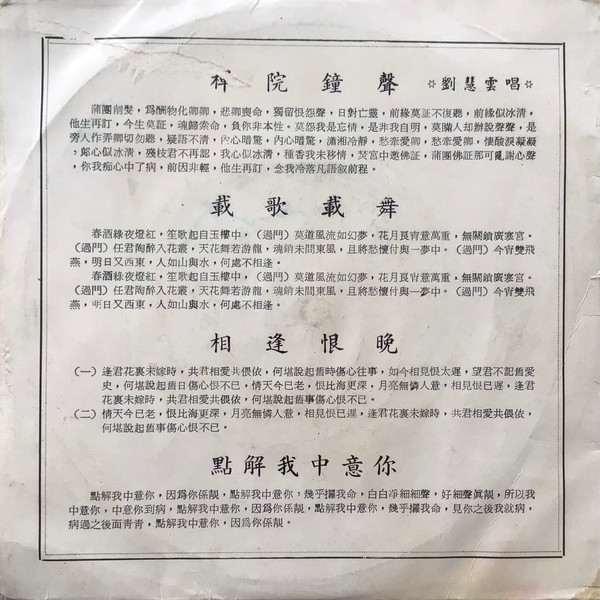 禪院鐘聲 ☆劉慧雲唱☆
蒲團削髮，爲酬物化卿卿，悲卿喪命，獨留恨怨聲，日對亡靈，前緣莫証不復聽，前緣似冰清，
他生再訂，今生莫証，魂歸索命，負你非本性。莫怨我是忘情，是非我自明，莫購人却辦說聲聲，是
旁人作弄卿切勿聽，疑語不清，內心暗驚，內心暗驚，瀟湘冷靜，愁牽愛卿，愁牽愛卿，懷酸淚凝凝
，鄭心似冰清，殘枝君不再認，我心似冰清，種香我未移情，焚宮中邀佛証，蒲團佛証那可亂謝心聲
，你我痴心中了病，前因非輕，他生再訂，念我冷落凡語叙前程。
載歌載舞
春酒綠夜燈紅，笙歌起自玉樓中，（過門）莫道風流如幻夢，花月良宵意萬重，無關鎖廣寒宮。
（過門）任君陶醉入花叢，天花舞若游龍，魂銷未問東風，且將愁懷付與一夢中。（過門）今宵雙飛
燕，明日又西東，人如山與水，何處不相逢。
春酒綠夜燈紅，笙歌起自玉樓中，（過門）莫道風流如幻夢，花月良宵意萬重，無關鎖廣寒宮。
（過門）任君陶醉入花叢，天花舞若游龍，魂銷未問東風，且將愁懷付與一夢中。（過門）今宵雙飛
燕，明日又西東，人如山與水，何處不相逢。
相逢恨晚
（一）逢君花裏未嫁時，共君相愛共偎依，何堪說起舊時傷心往事，如今相見恨太遲，望君不記舊愛
史，何堪說起舊日傷心恨不已，情天今已老，恨比海更深，月亮無憐人意，相見恨已遲，逢君
花裏未嫁時，共君相愛共偎依，何堪說起舊事傷心恨不已。
（二）情天今已老，恨比海更深，月亮無憐人意，相見恨已遲，逢君花裏未嫁時，共君相愛共偎依，
何堪說起舊事傷心恨不已。
點解我中意你
點解我中意你，因爲你係靚，點解我中意你，幾乎攞我命，白白凈細細聲，好細聲眞靚，所以我
中意你，中意你到病，點解我中意你，因爲你係靚，點解我中意你，幾乎攞我命，見你之後我就病，
病過之後面靑靑，點解我中意你，因爲你係靚。